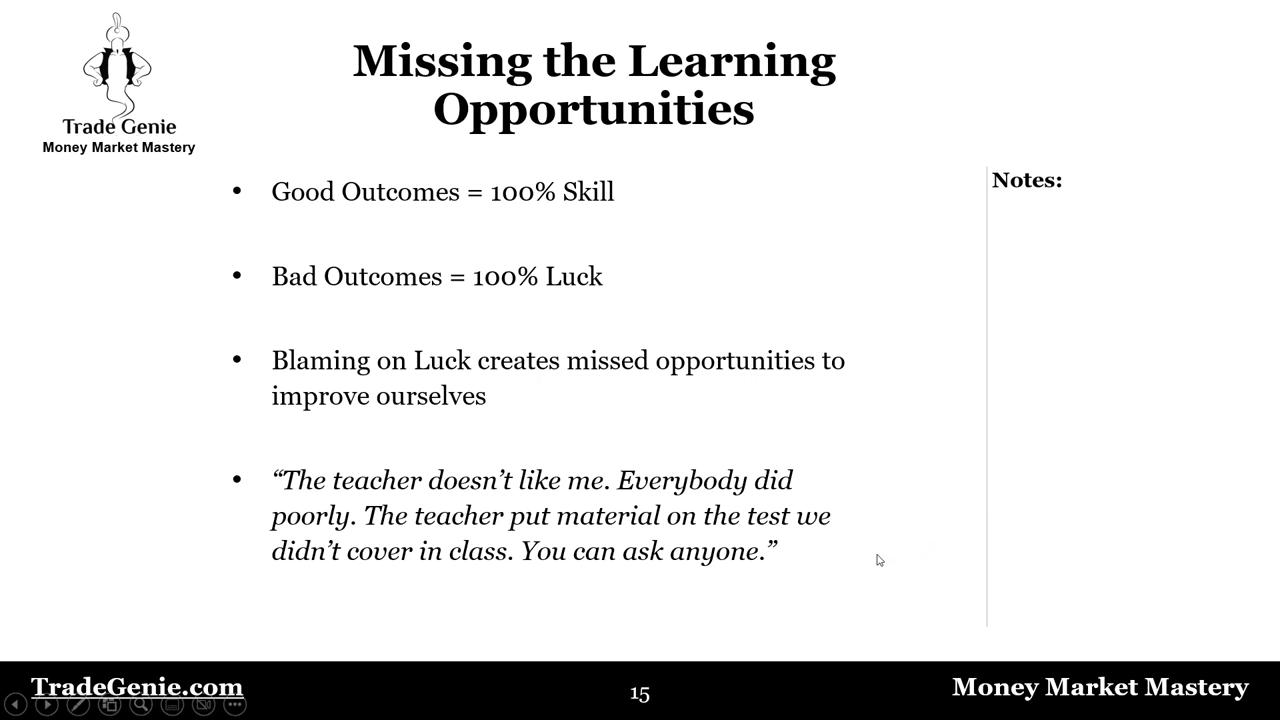 Missing the Learning
Opportunities
Trade Genie
Money Market Mastery
• Good Outcomes = 100% Skill
• Bad Outcomes = 100% Luck
• Blaming on Luck creates missed opportunities to
improve ourselves
• “The teacher doesn’t like me. Everybody did
poorly. The teacher put material on the test we
didn’t cover in class. You can ask anyone.”
Notes:
TradeGenie.com
15
Money Market Mastery